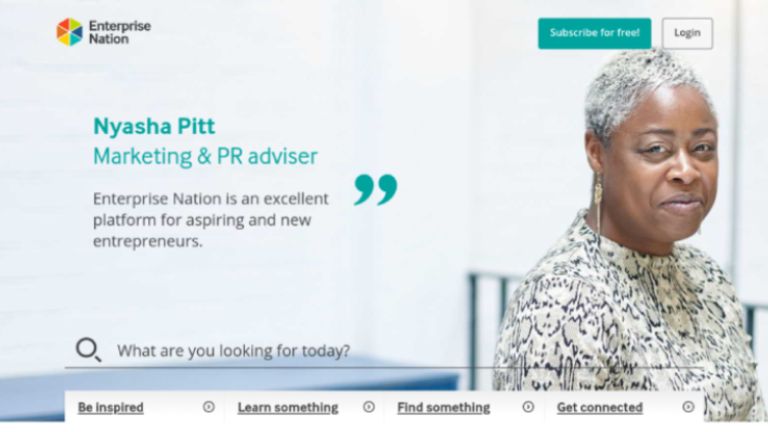 Enterprise
Nation
Subscribe for free!
Login
Nyasha Pitt
Marketing & PR adviser
”
Enterprise Nation is an excellent
platform for aspiring and new
entrepreneurs.
What are you looking for today?
Be inspired
Learn something
Find something
Get connected